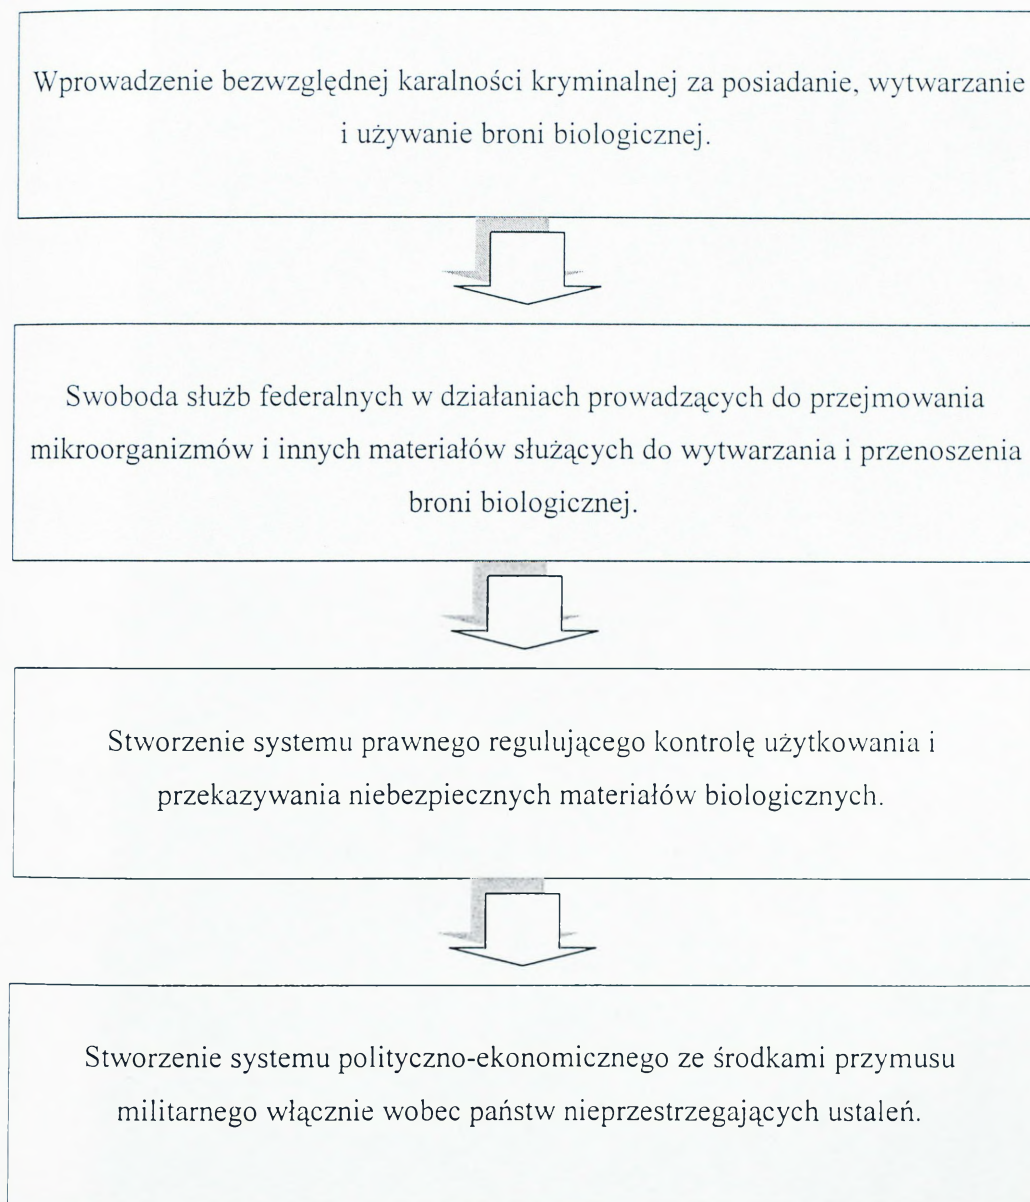 Wprowadzenie bezwzględnej karalności kryminalnej za posiadanie, wytwarzanie
i używanie broni biologicznej.
Swoboda służb federalnych w działaniach prowadzących do przejmowania
mikroorganizmów i innych materiałów służących do wytwarzania i przenoszenia
broni biologicznej.
Stworzenie systemu prawnego regulującego kontrolę użytkowania i
przekazywania niebezpiecznych materiałów biologicznych.
Stworzenie systemu polityczno-ekonomicznego ze środkami przymusu
militarnego włącznie wobec państw nieprzestrzegających ustaleń.